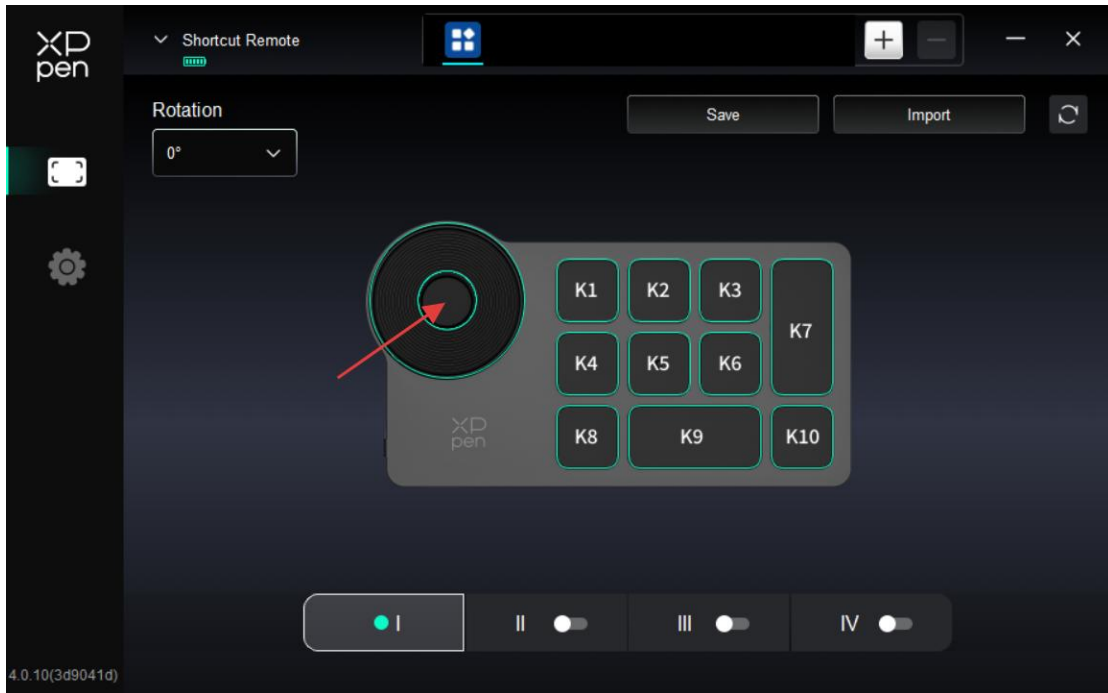 XP
pen
Shortcut Remote
Rotation
Save
Import
0°
K1
K2
K3
K7
K4
K5
K6
XP
pen
K8
K9
K10
I
II
III
IV
4.0.10(3d9041d)